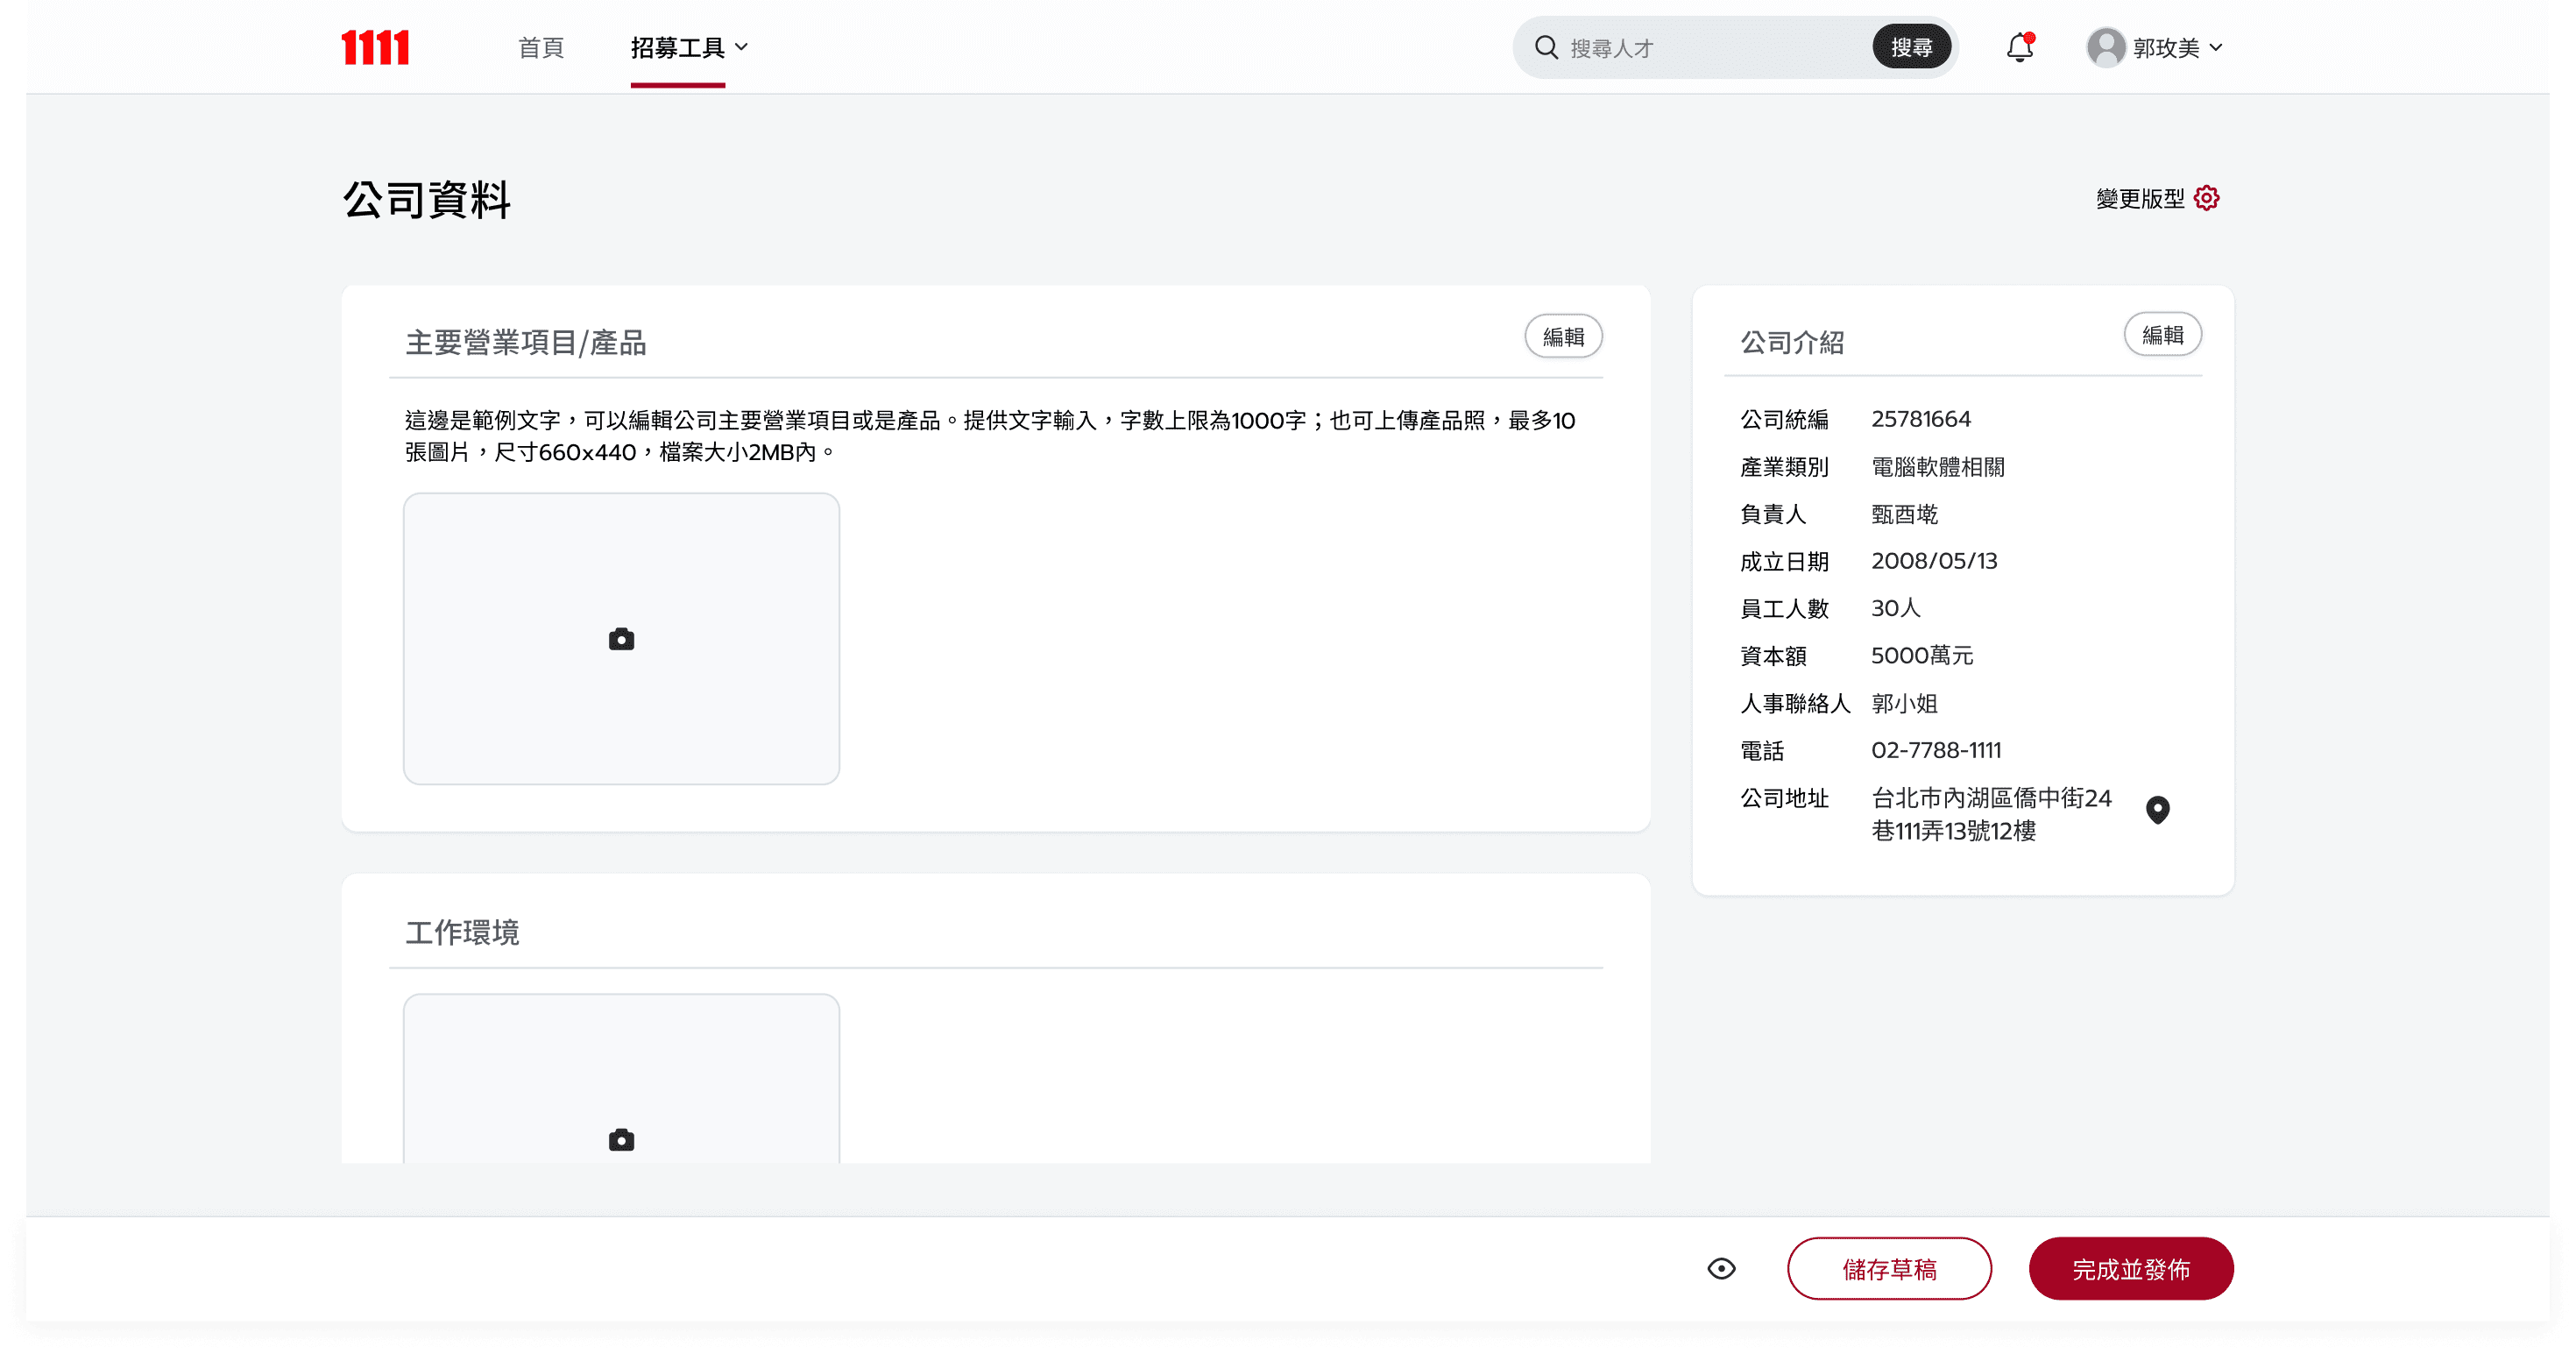 1111
首頁
招募工具
搜尋人才
搜尋
郭玫美
公司資料
變更版型
主要營業項目/產品
編輯
這邊是範例文字，可以編輯公司主要營業項目或是產品。提供文字輸入，字數上限為1000字；也可上傳產品照，最多10
張圖片，尺寸660x440，檔案大小2MB內。
工作環境
公司介紹
編輯
公司統編 25781664
產業類別 電腦軟體相關
負責人 甄西墘
成立日期 2008/05/13
員工人數 30人
資本額 5000萬元
人事聯絡人 郭小姐
電話 02-7788-1111
公司地址 台北市內湖區僑中街24
巷111弄13號12樓
儲存草稿
完成並發佈